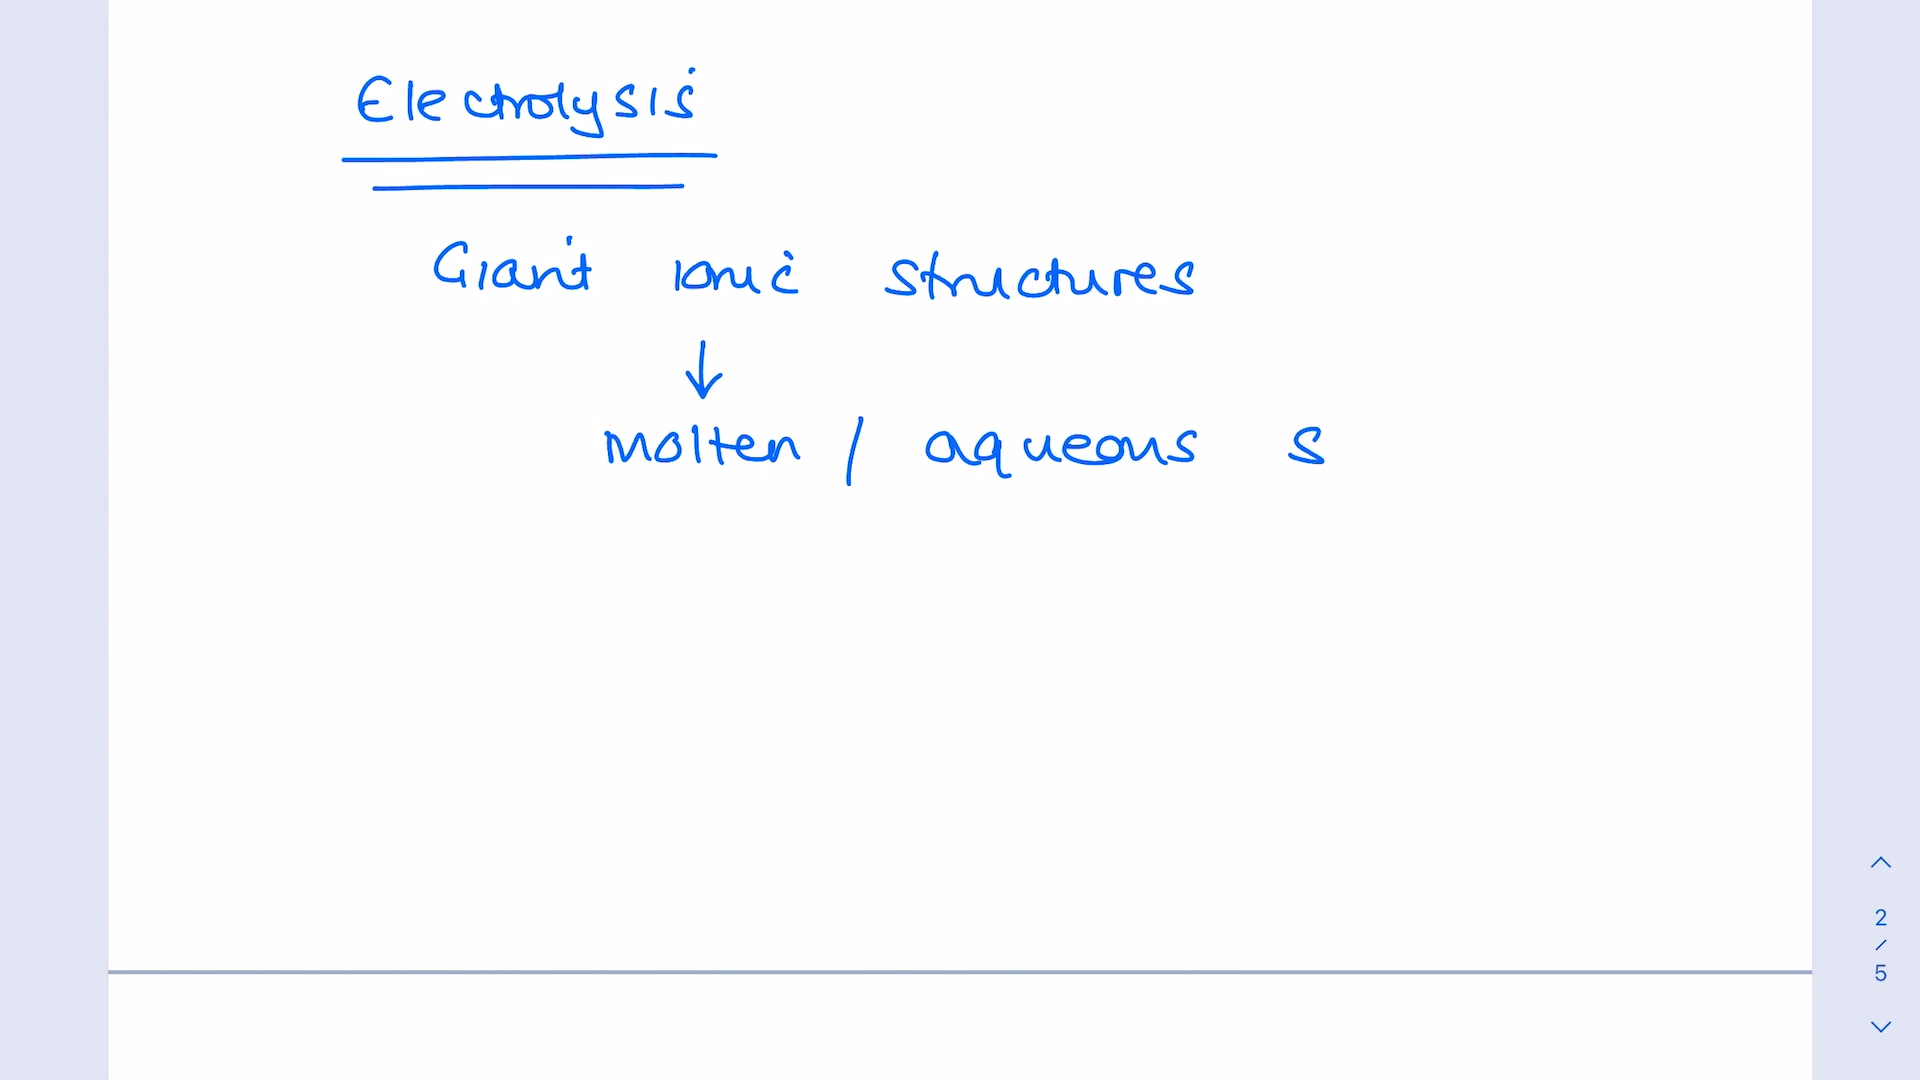 Electrolysis
Giant ionic structures
↓
molten / aqueous s
2
/
5